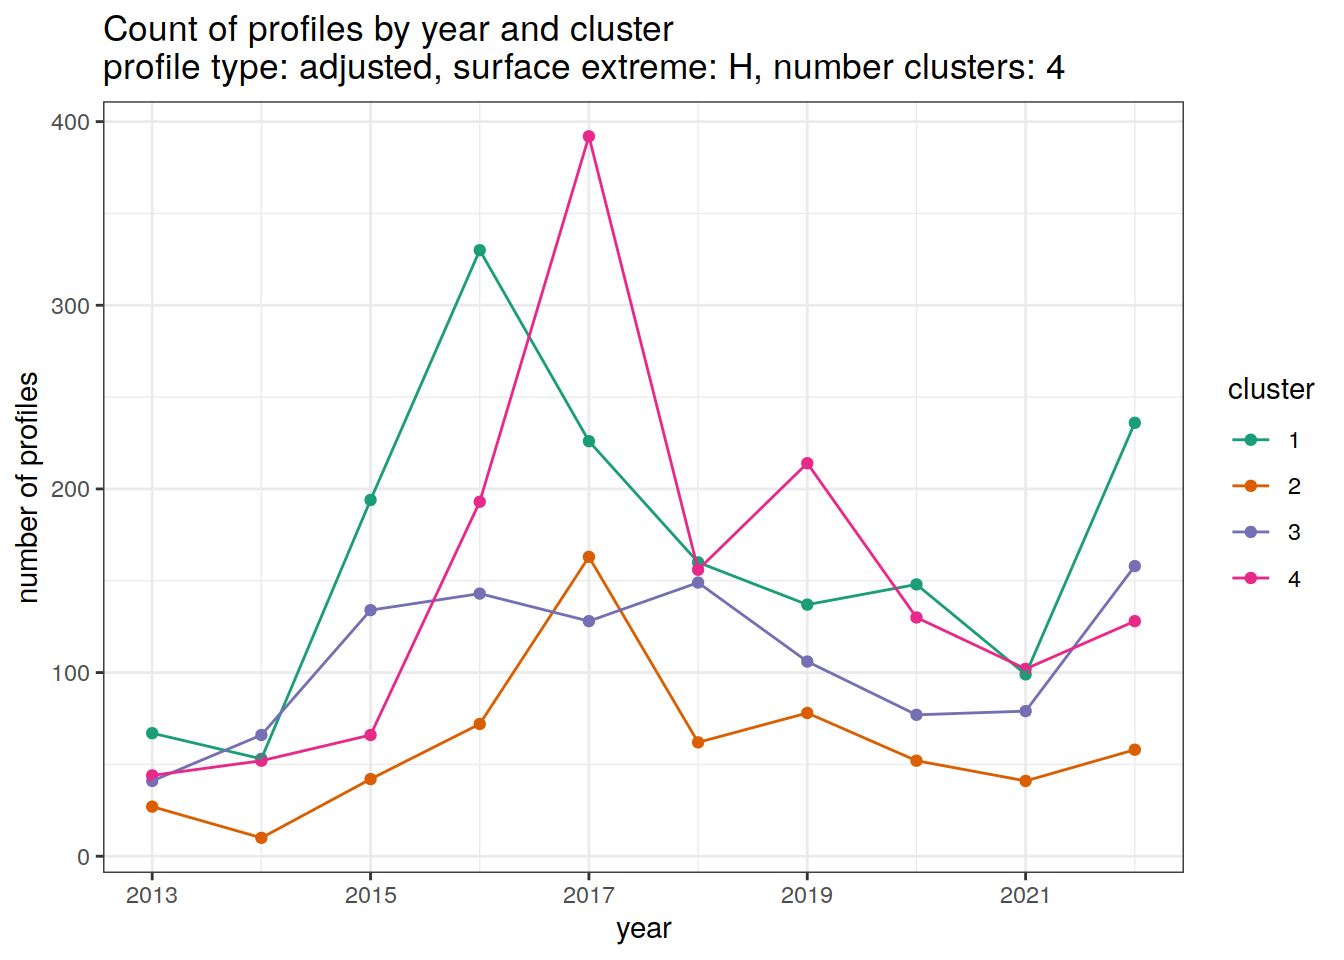 Count of profiles by year and cluster
profile type: adjusted, surface extreme: H, number clusters: 4
400
300
200
100
0
number of profiles
2013 2015 2017 2019 2021
year
cluster
1
2
3
4